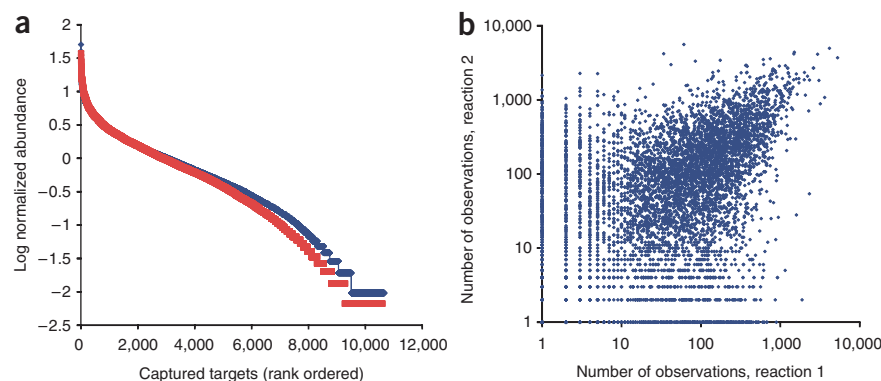 a
Log normalized abundance
2
1.5
1
0.5
0
−0.5
−1
−1.5
−2
−2.5
0 2,000 4,000 6,000 8,000 10,000 12,000
Captured targets (rank ordered)
b
Number of observations, reaction 2
10,000
1,000
100
10
1
1 10 100 1,000 10,000
Number of observations, reaction 1